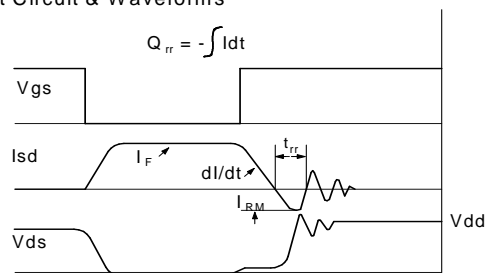 t Circuit & Waveforms
Q rr = - ∫ Idt
Vgs
Isd
I F
dI/dt
t rr
I RM
Vds
Vdd